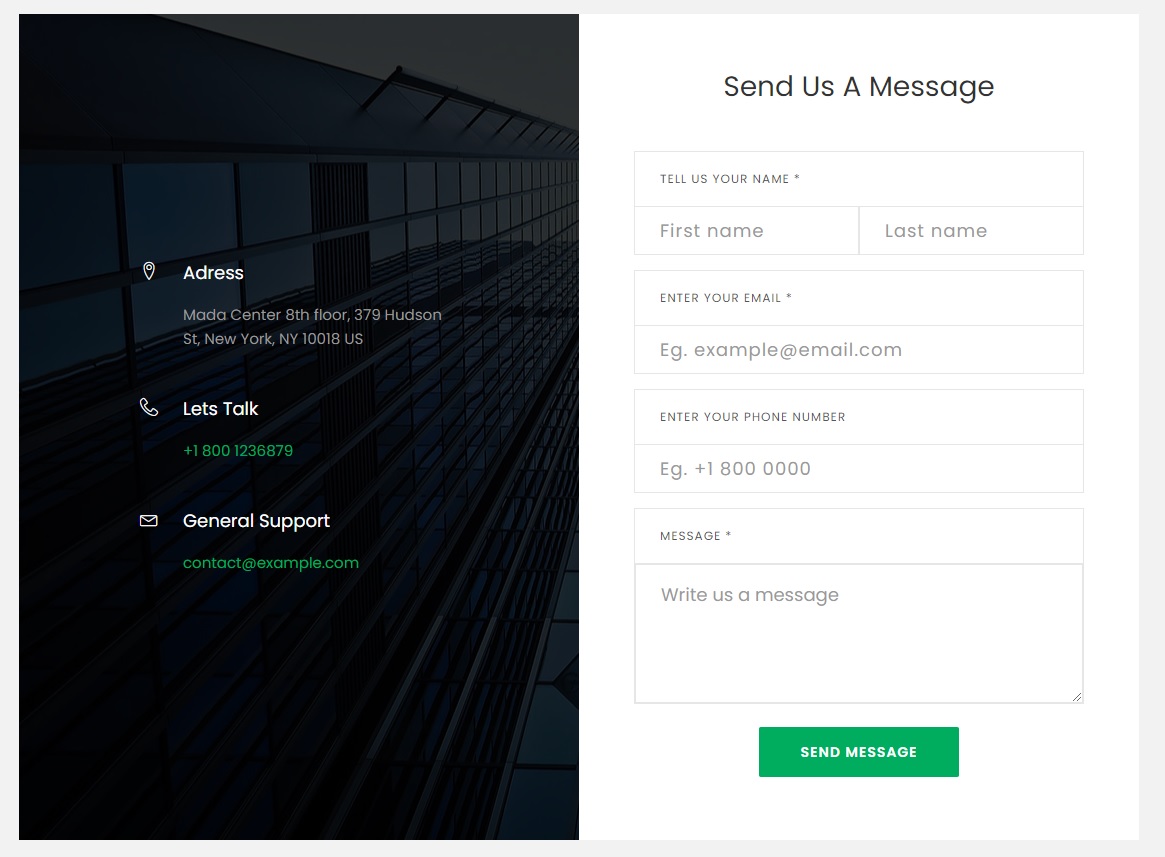 Adress
Mada Center 8th floor, 379 Hudson
St, New York, NY 10018 US
Lets Talk
+1 800 1236879
General Support
contact@example.com
Send Us A Message
TELL US YOUR NAME *
First name
Last name
ENTER YOUR EMAIL *
Eg. example@email.com
ENTER YOUR PHONE NUMBER
Eg. +1 800 0000
MESSAGE *
Write us a message
SEND MESSAGE